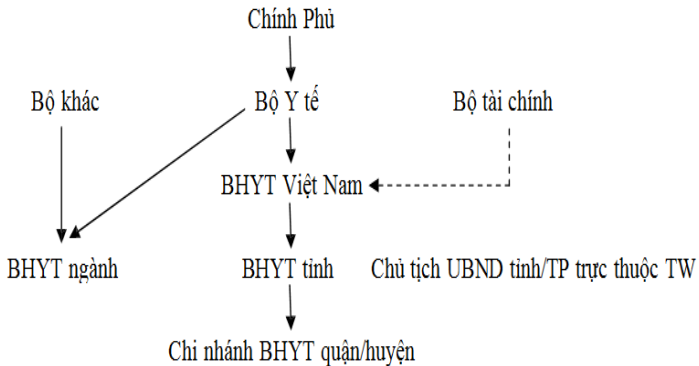 Chính Phủ
Bộ khác
Bộ Y tế
Bộ tài chính
BHYT Việt Nam
BHYT ngành
BHYT tỉnh
Chủ tịch UBND tỉnh/TP trực thuộc TW
Chi nhánh BHYT quận/huyện